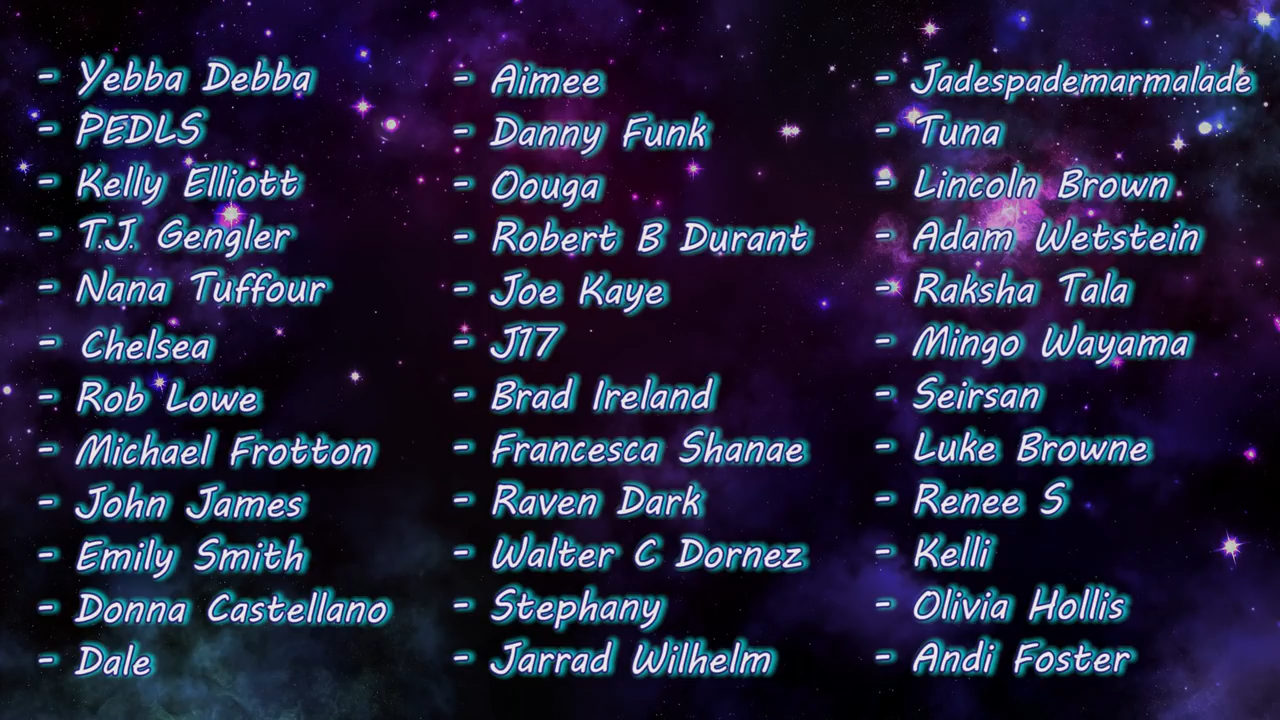 - Yebba Debba
- PEDLS
- Kelly Elliott
- T.J. Gengler
- Nana Tuffour
- Chelsea
- Rob Lowe
- Michael Frotton
- John James
- Emily Smith
- Donna Castellano
- Dale
- Aimee
- Danny Funk
- Oouga
- Robert B Durant
- Joe Kaye
- J17
- Brad Ireland
- Francesca Shanae
- Raven Dark
- Walter C Dornez
- Stephany
- Jarrad Wilhelm
- Jadespademarmalade
- Tuna
- Lincoln Brown
- Adam Wetstein
- Raksha Tala
- Mingo Wayama
- Seirsan
- Luke Browne
- Renee S
- Kelli
- Olivia Hollis
- Andi Foster